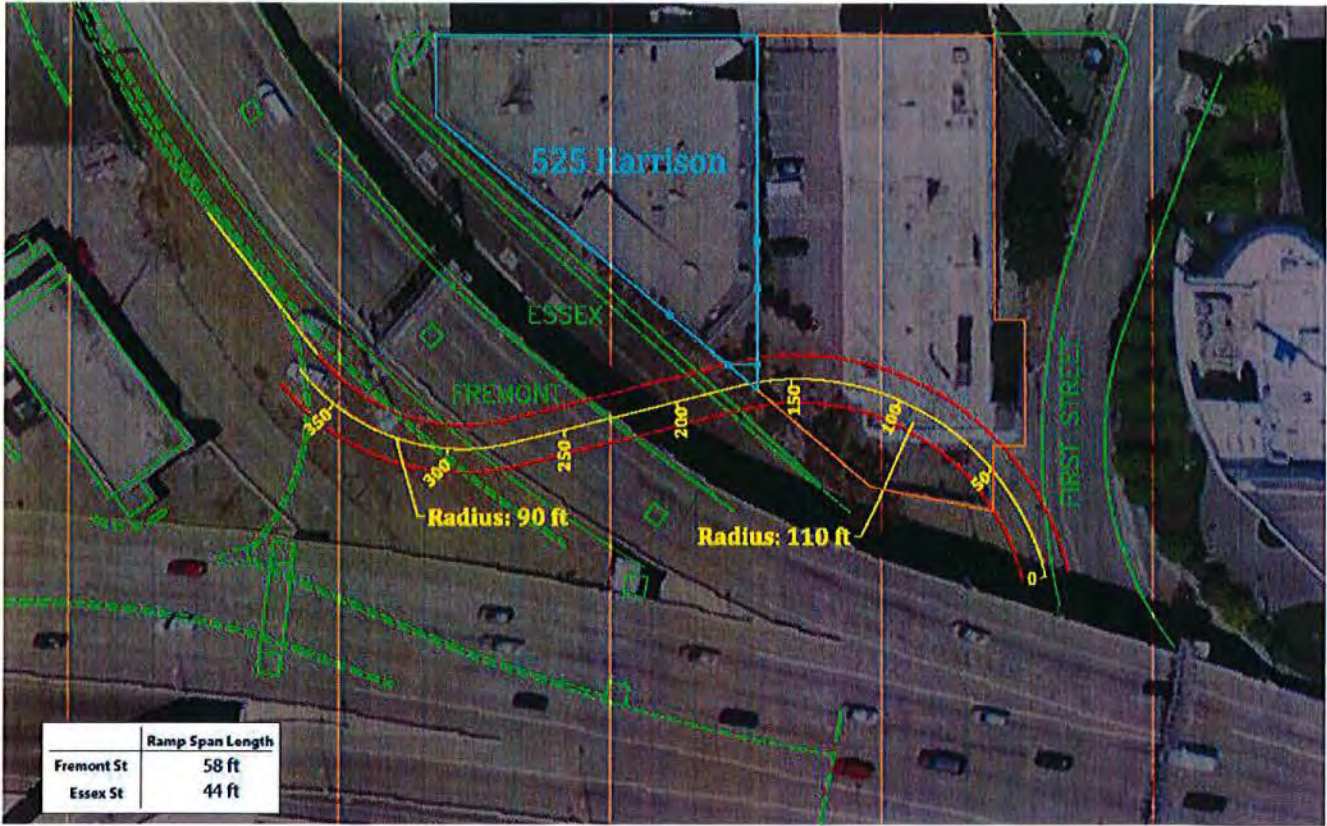 525 Harrison
ESSEX
FREMONT
FIRST STREET
350
300
250
200
150
100
50
0
Radius: 90 ft
Radius: 110 ft
Ramp Span Length
Fremont St 58 ft
Essex St 44 ft